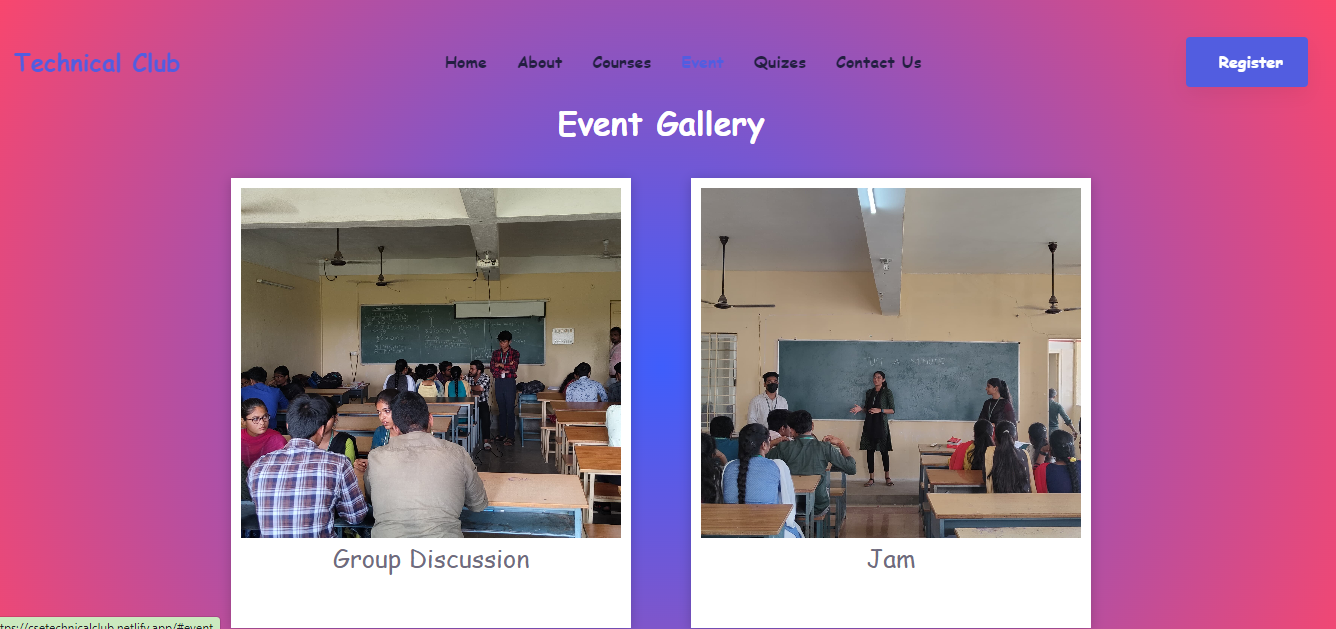 Technical Club
Home About Courses Event Quizes Contact Us
Register
Event Gallery
Group Discussion
Jam
tps://csetechnicalclub.netlify.app/#event